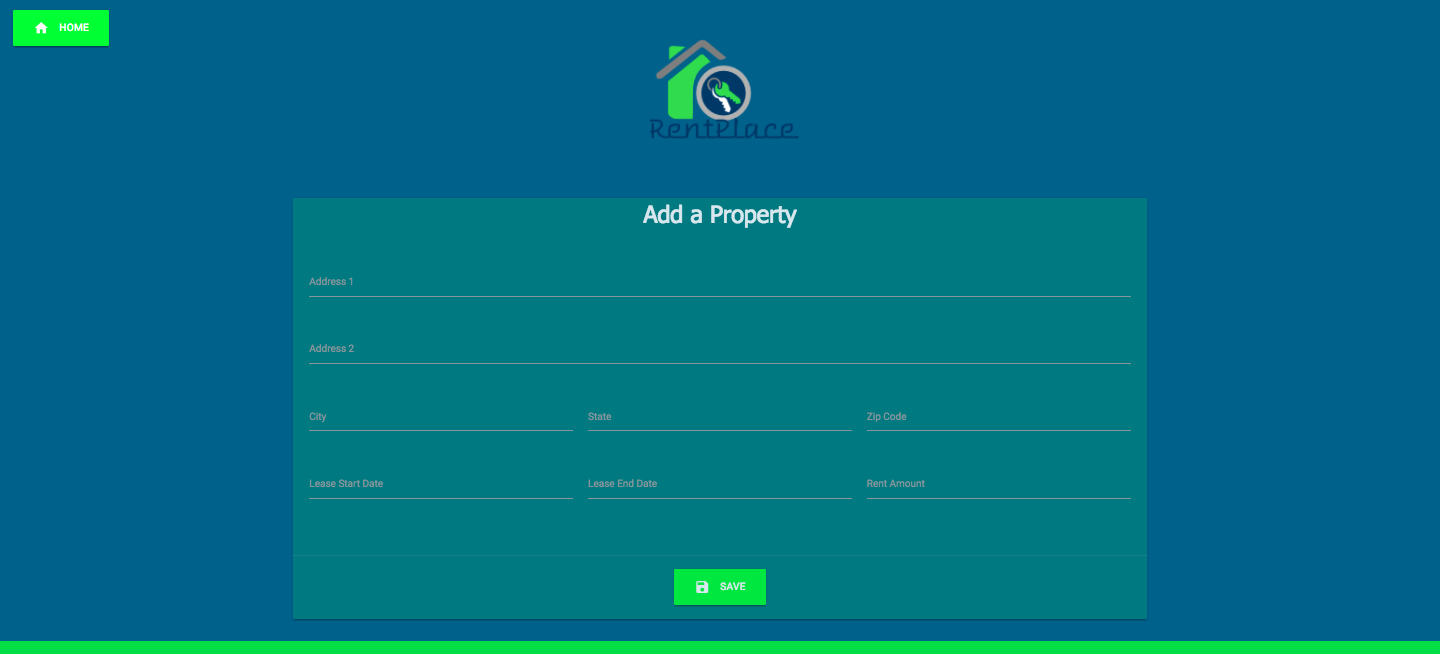 HOME
RentPlace
Add a Property
Address 1
Address 2
City State Zip Code
Lease Start Date Lease End Date Rent Amount
SAVE